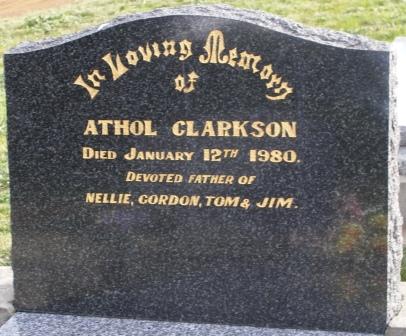 In Loving Memory
of
ATHOL CLARKSON
DIED JANUARY 12TH 1980.
DEVOTED FATHER OF
NELLIE, GORDON, TOM & JIM.